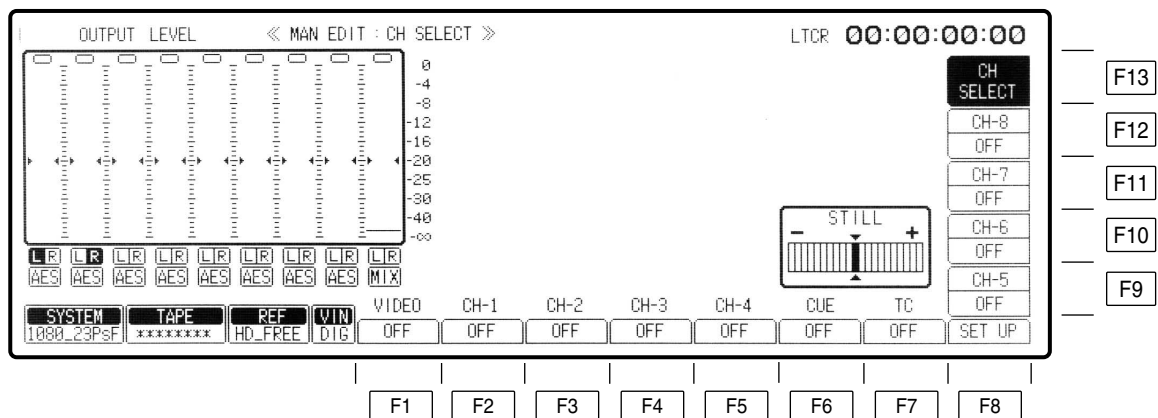 OUTPUT LEVEL ≪ MAN EDIT : CH SELECT ≫ LTCR 00:00:00:00
0
-4
-8
-12
-16
-20
-25
-30
-40
-∞
L R L R L R L R L R L R L R L R L R
AES AES AES AES AES AES AES AES MIX
CH SELECT F13
CH-8 OFF F12
CH-7 OFF F11
CH-6 OFF F10
CH-5 OFF F9
STILL
- +
SYSTEM TAPE REF VIN VIDEO CH-1 CH-2 CH-3 CH-4 CUE TC
1080_23PsF ******** HD_FREE DIG OFF OFF OFF OFF OFF OFF OFF SET UP
F1 F2 F3 F4 F5 F6 F7 F8